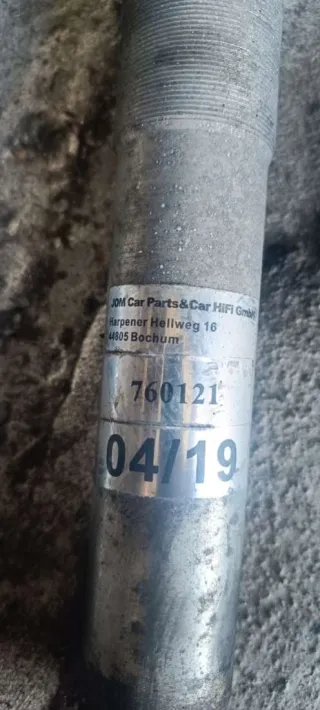 JOM Car Parts&Car HiFi GmbH
Harpener Hellweg 16
44805 Bochum
760121
04/19